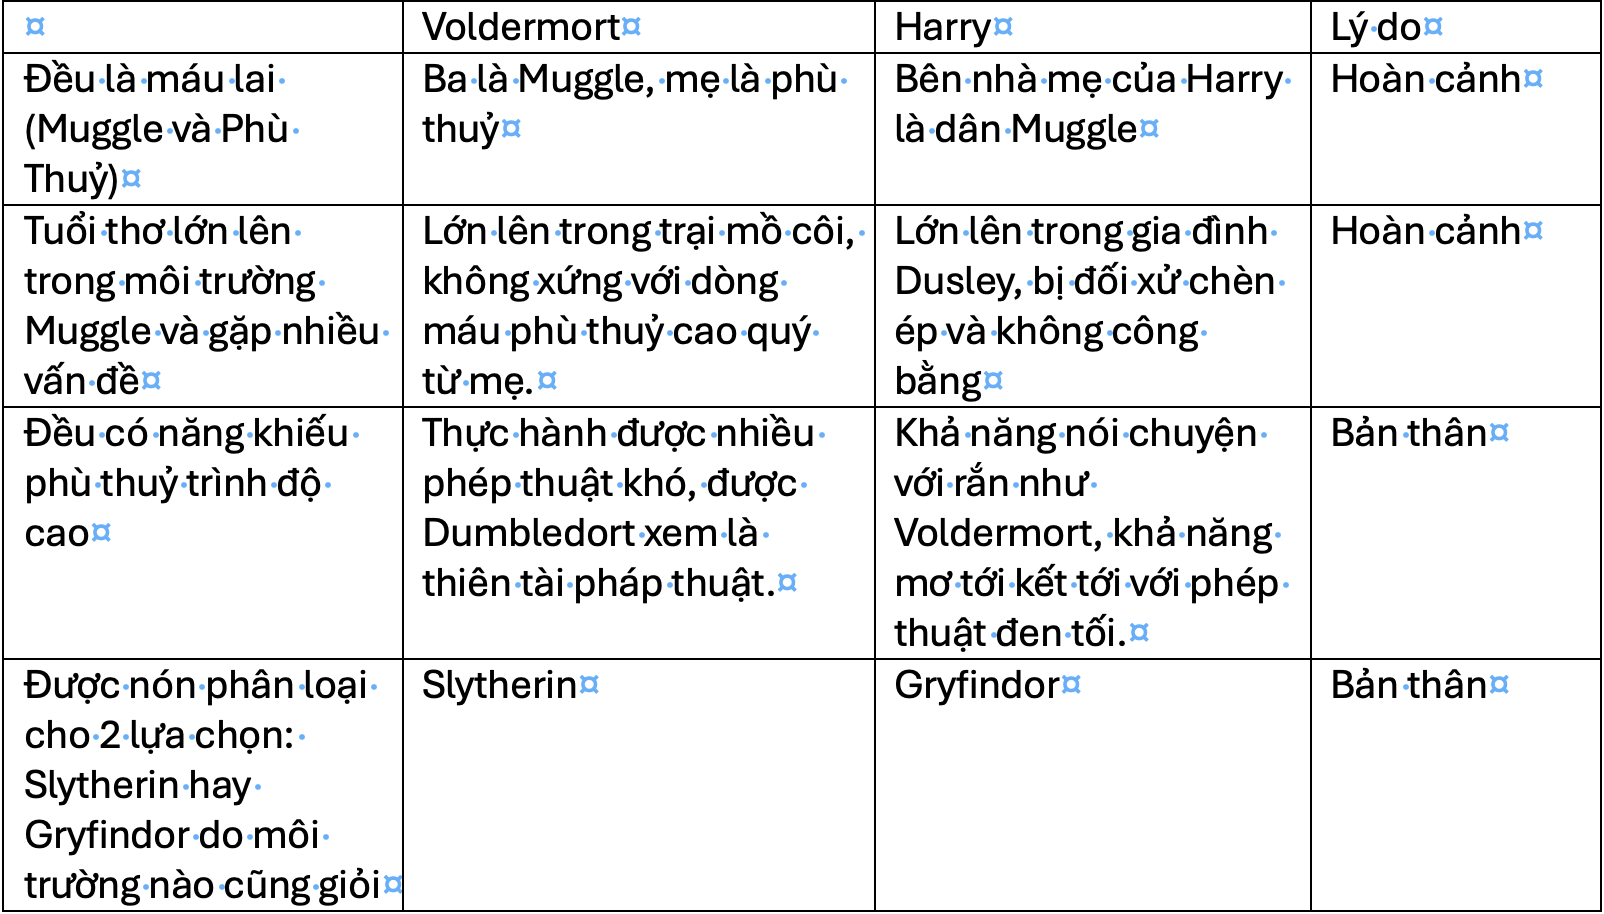 Voldermort
Harry
Lý do
Đều là máu lai
(Muggle và Phù
Thuỷ)
Ba là Muggle, mẹ là phù
thuỷ
Bên nhà mẹ của Harry
là dân Muggle
Hoàn cảnh
Tuổi thơ lớn lên
trong môi trường
Muggle và gặp nhiều
vấn đề
Lớn lên trong trại mồ côi,
không xứng với dòng
máu phù thuỷ cao quý
từ mẹ.
Lớn lên trong gia đình
Dusley, bị đối xử chèn
ép và không công
bằng
Hoàn cảnh
Đều có năng khiếu
phù thuỷ trình độ
cao
Thực hành được nhiều
phép thuật khó, được
Dumbledort xem là
thiên tài pháp thuật.
Khả năng nói chuyện
với rắn như
Voldermort, khả năng
mơ tới kết tới với phép
thuật đen tối.
Bản thân
Được nón phân loại
cho 2 lựa chọn:
Slytherin hay
Gryfindor do môi
trường nào cũng giỏi
Slytherin
Gryfindor
Bản thân